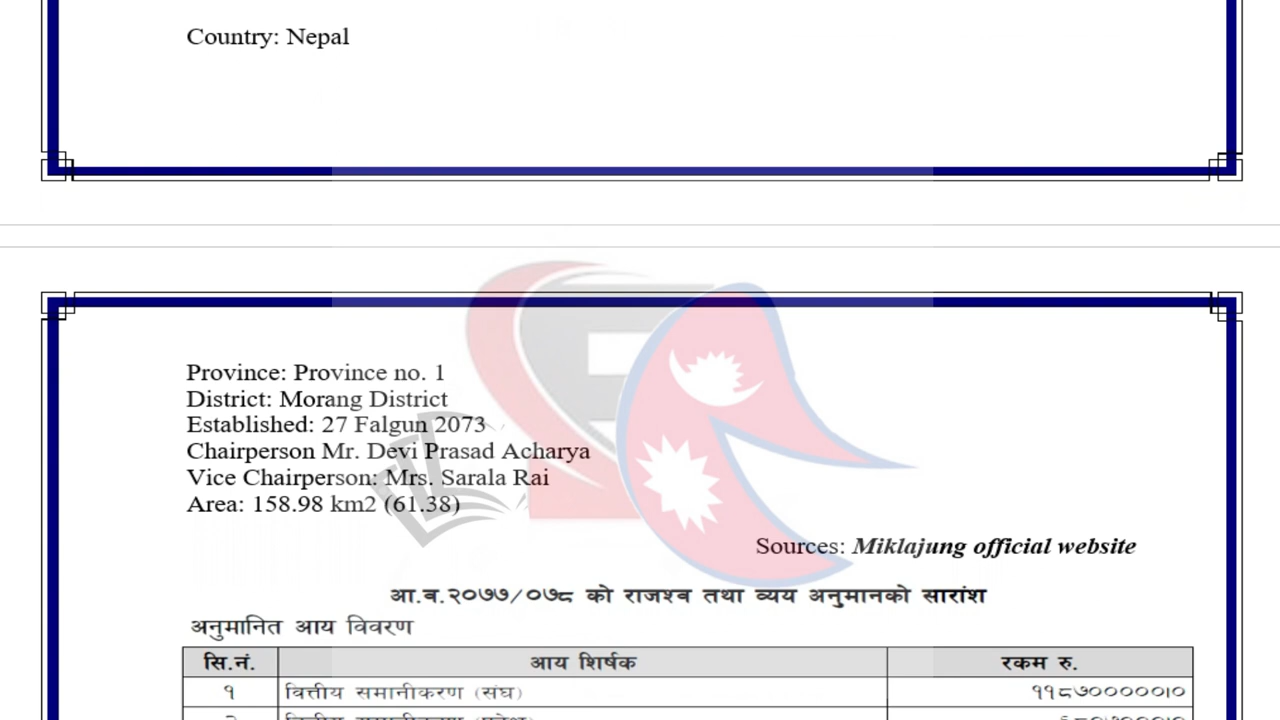 Country: Nepal
Province: Province no. 1
District: Morang District
Established: 27 Falgun 2073
Chairperson Mr. Devi Prasad Acharya
Vice Chairperson: Mrs. Sarala Rai
Area: 158.98 km2 (61.38)
Sources: Miklajung official website
आ.ब.२०७७/०७८ को राजश्ब तथा व्यय अनुमानको सारांश
अनुमानित आय विवरण
सि.नं. आय शिर्षक रकम रु.
१ वित्तीय समानीकरण (संघ) ११८७०००००|०